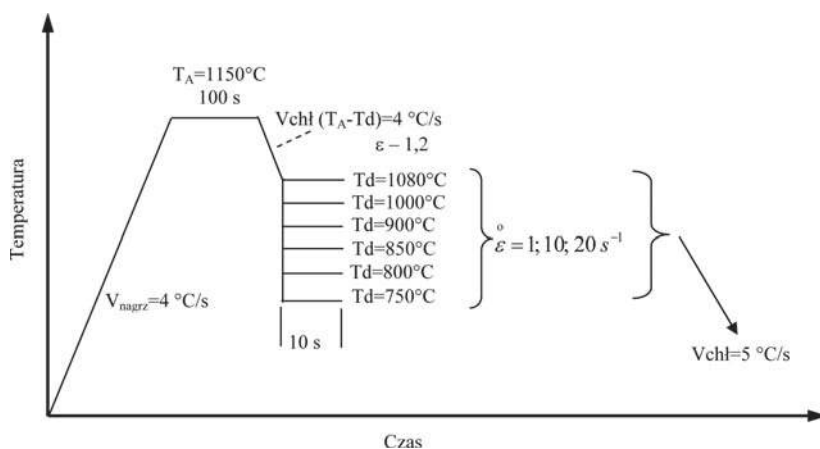 T_A=1150°C
100 s
Vchł (T_A-Td)=4 °C/s
ε – 1,2
Td=1080°C
Td=1000°C
Td=900°C
Td=850°C
Td=800°C
Td=750°C
ε̊ = 1; 10; 20 s⁻¹
V_nagrz=4 °C/s
10 s
Vchł=5 °C/s
Temperatura
Czas